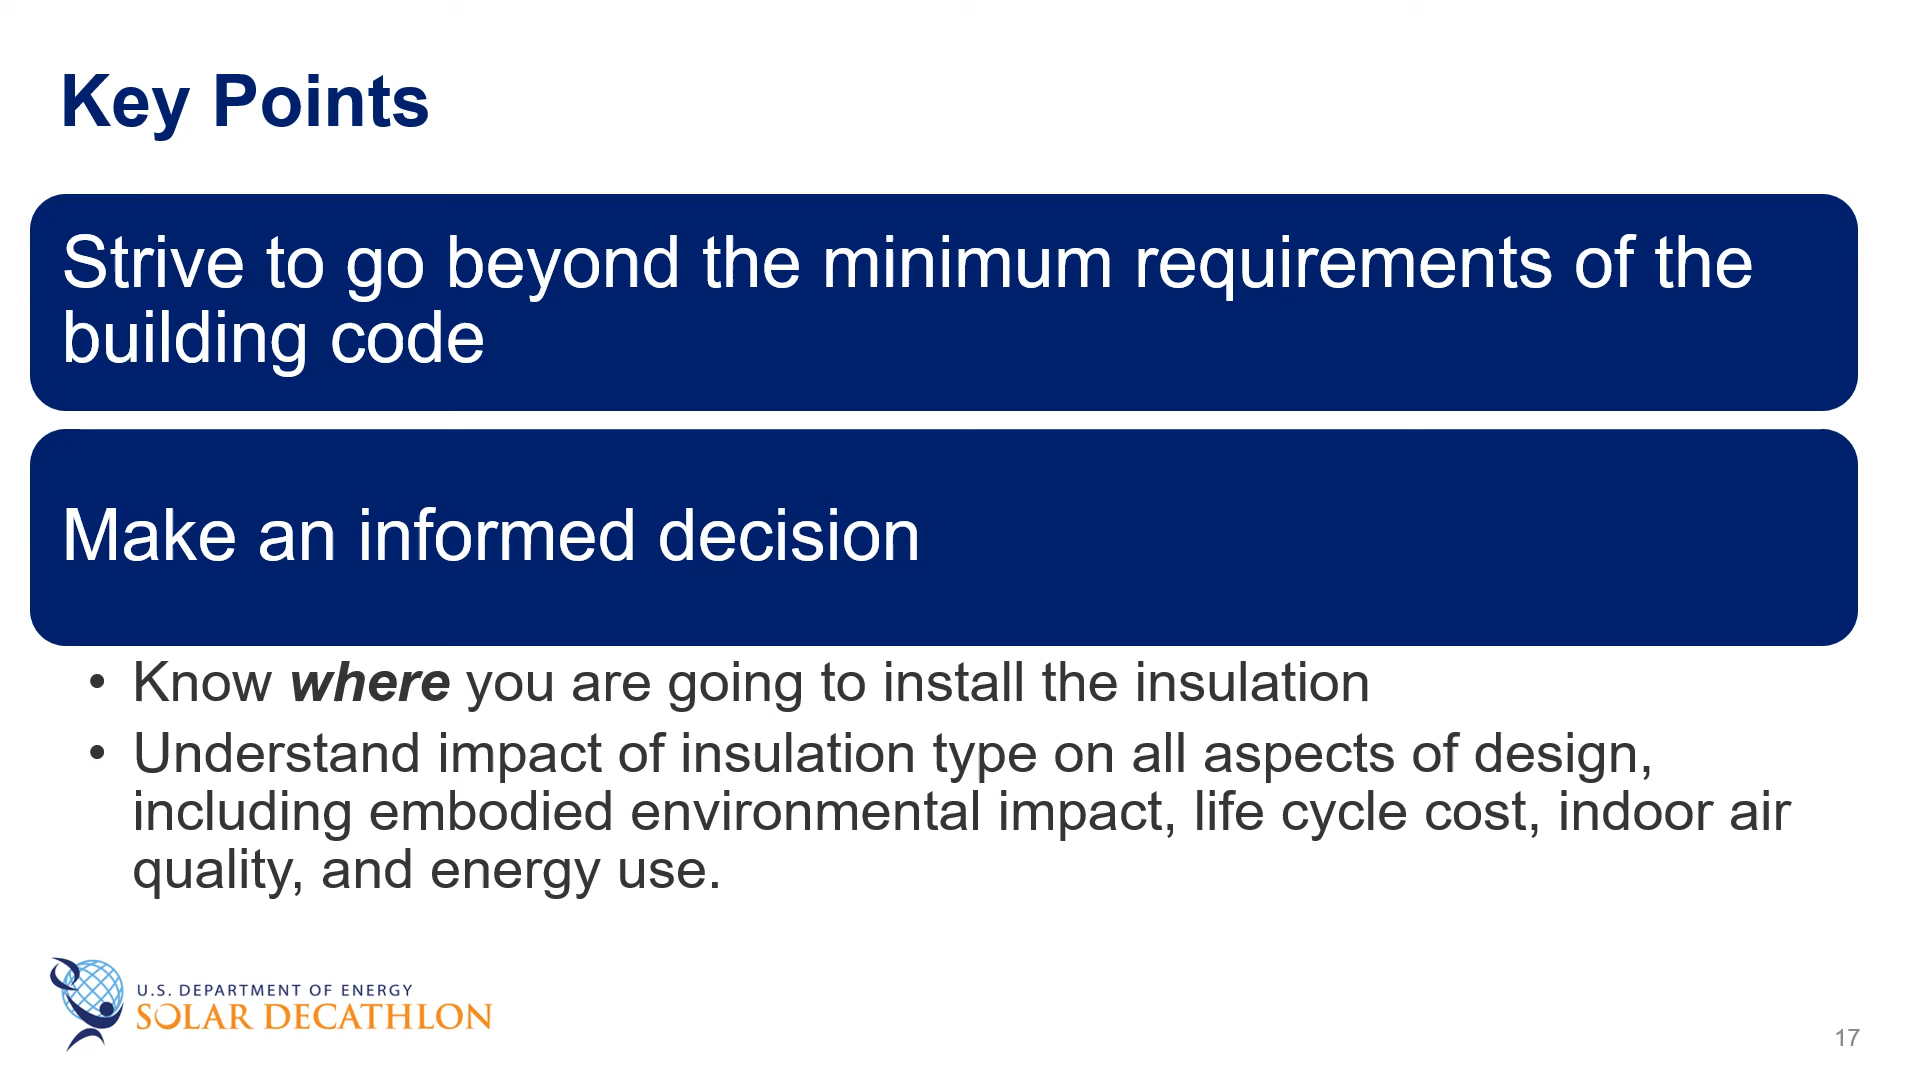 Key Points
Strive to go beyond the minimum requirements of the
building code
Make an informed decision
• Know where you are going to install the insulation
• Understand impact of insulation type on all aspects of design,
including embodied environmental impact, life cycle cost, indoor air
quality, and energy use.
U.S. DEPARTMENT OF ENERGY
SOLAR DECATHLON
17